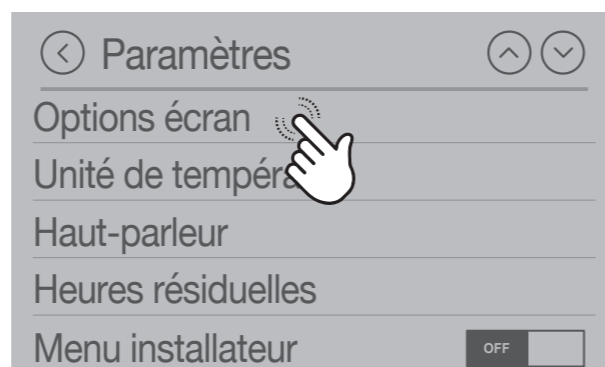 Paramètres
Options écran
Unité de tempéra
Haut-parleur
Heures résiduelles
Menu installateur OFF